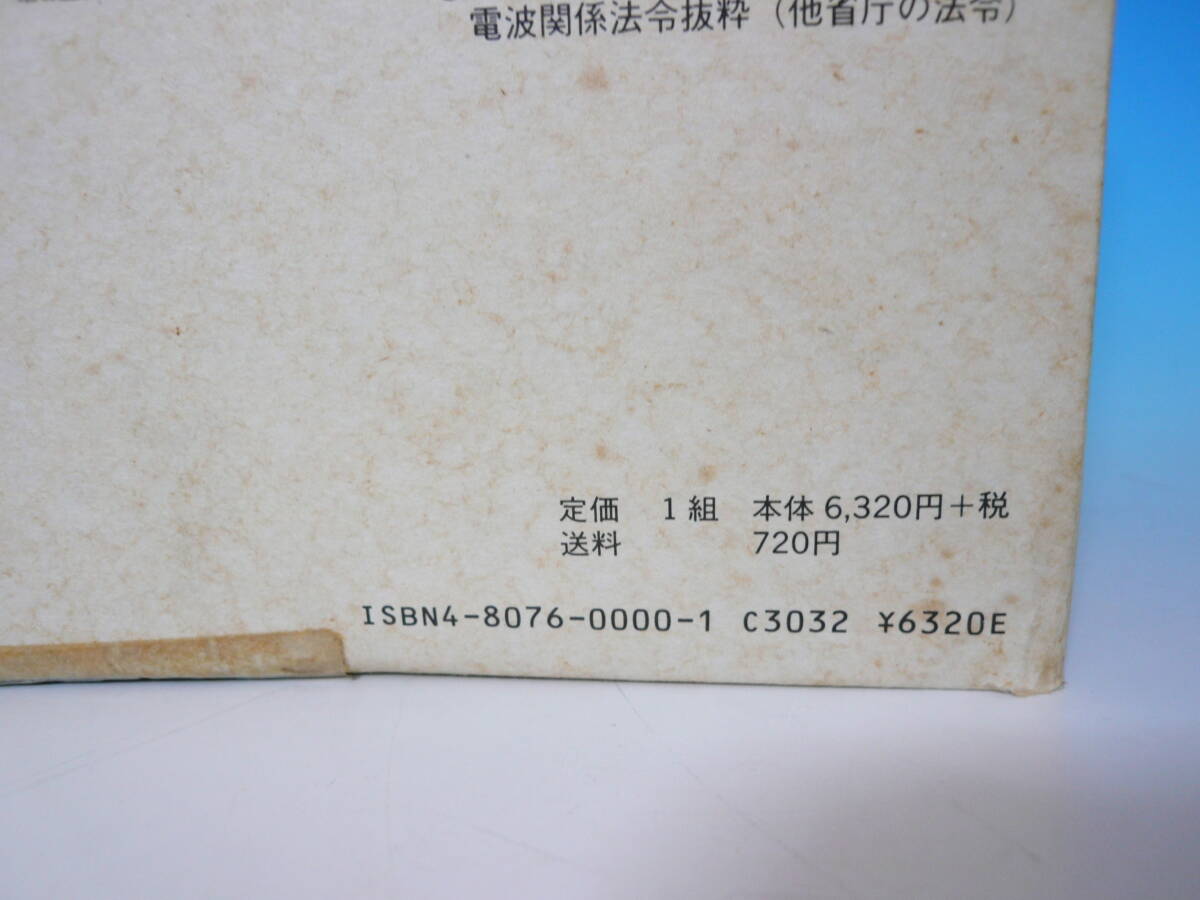 電波関係法令抜粋（他省庁の法令）
定価 1組 本体6,320円＋税
送料 720円
ISBN4-8076-0000-1 C3032 ¥6320E